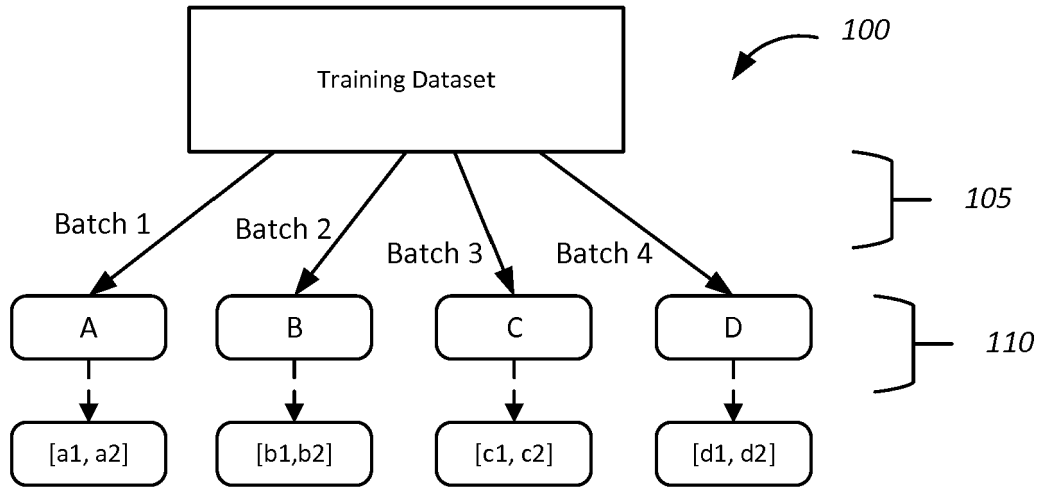 100
Training Dataset
105
Batch 1
Batch 2
Batch 3
Batch 4
A
B
C
D
110
[a1, a2]
[b1,b2]
[c1, c2]
[d1, d2]